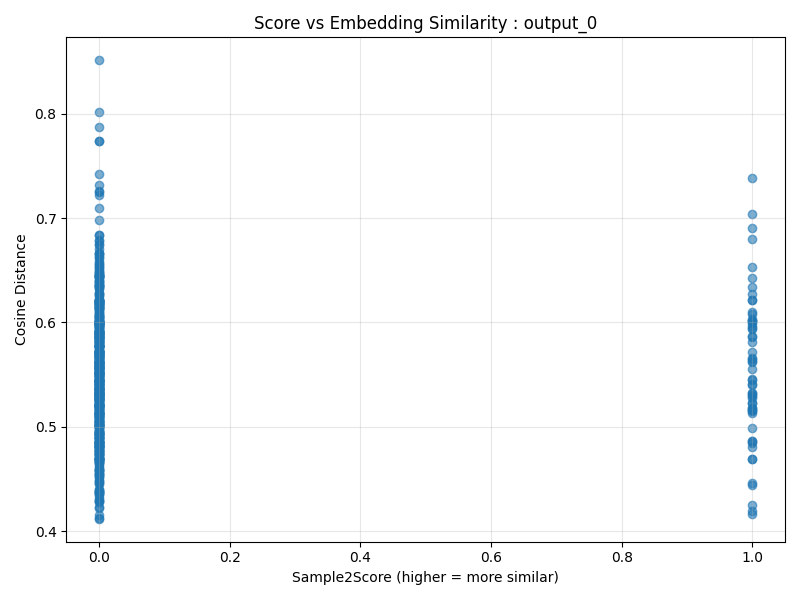 Score vs Embedding Similarity : output_0
0.8
0.7
0.6
0.5
0.4
Cosine Distance
0.0 0.2 0.4 0.6 0.8 1.0
Sample2Score (higher = more similar)